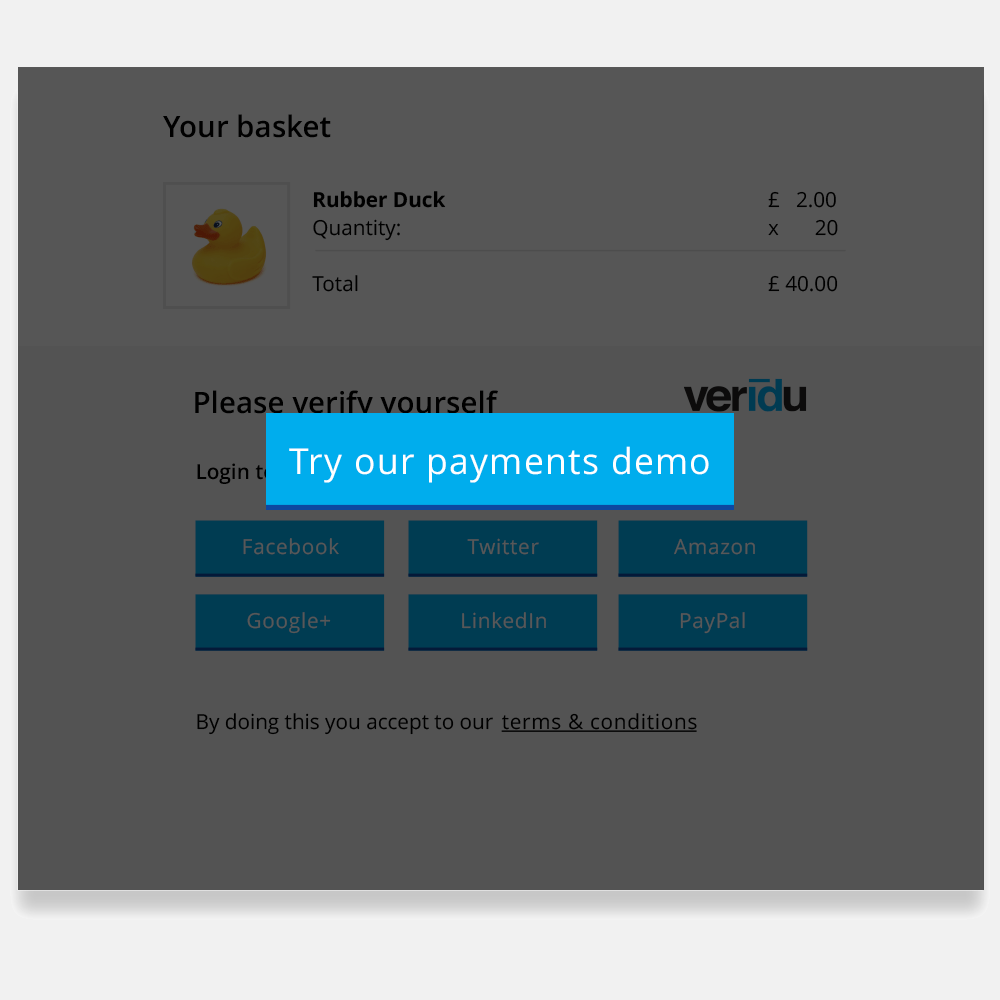 Your basket
Rubber Duck £ 2.00
Quantity: x 20
Total £ 40.00
Please verify yourself veridu
Try our payments demo
Login
Facebook Twitter Amazon
Google+ LinkedIn PayPal
By doing this you accept to our terms & conditions